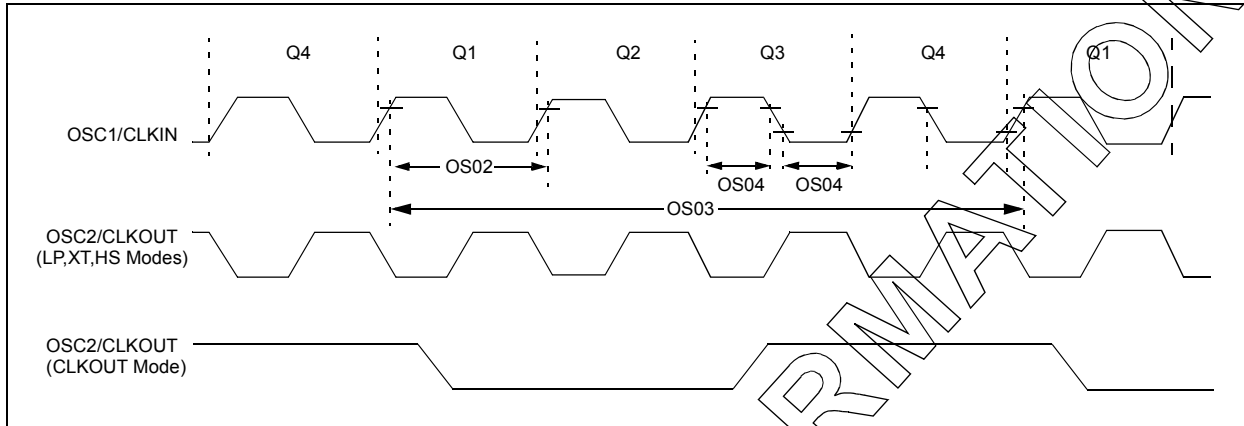 Q4 Q1 Q2 Q3 Q4 Q1
OSC1/CLKIN
OS02
OS04 OS04
OS03
OSC2/CLKOUT
(LP,XT,HS Modes)
OSC2/CLKOUT
(CLKOUT Mode)
RMATION